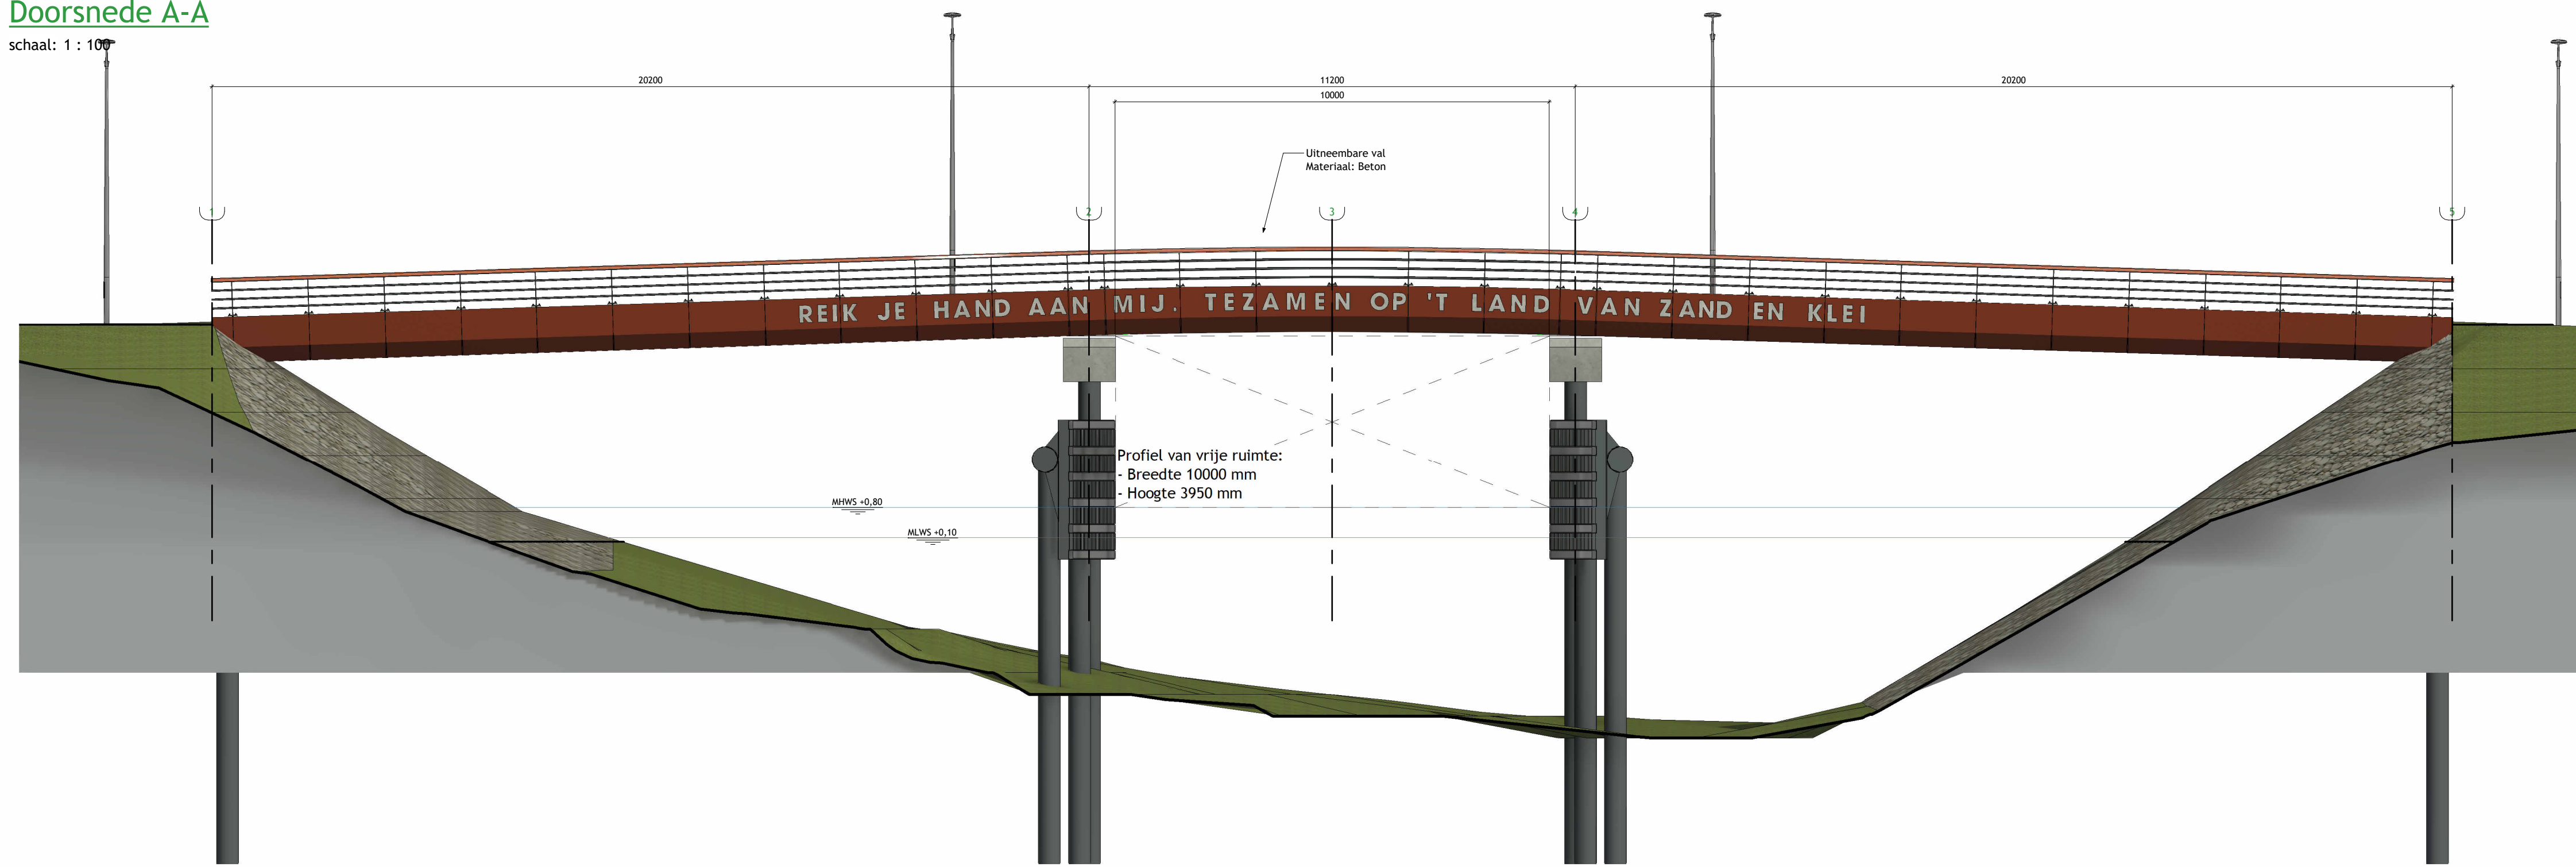 Doorsnede A-A
schaal: 1 : 100
20200
11200
20200
10000
Uitneembare val
Materiaal: Beton
1
2
3
4
5
REIK JE HAND AAN MIJ. TEZAMEN OP 'T LAND VAN ZAND EN KLEI
Profiel van vrije ruimte:
- Breedte 10000 mm
- Hoogte 3950 mm
MHWS +0,80
MLWS +0,10